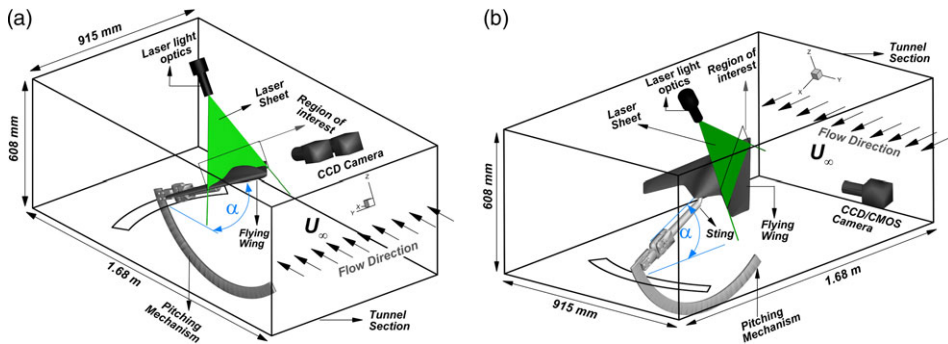 (a)
915 mm
608 mm
1.68 m
Laser light
optics
Laser
Sheet
Region of
interest
CCD Camera
Z
Y
X
α
Flying
Wing
U∞
Flow Direction
Pitching
Mechanism
Tunnel
Section
(b)
Laser light
optics
Region of
interest
Tunnel
Section
Laser
Sheet
Z
Y
X
Flow Direction
U∞
608 mm
α
Sting
Flying
Wing
CCD/CMOS
Camera
915 mm
1.68 m
Pitching
Mechanism